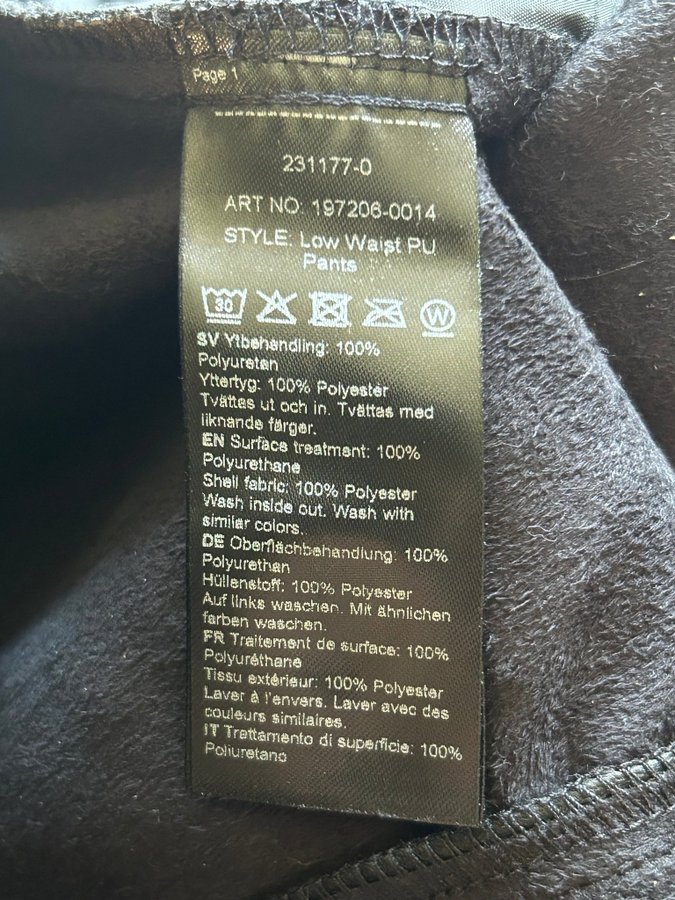 Page 1
231177-0
ART NO: 197206-0014
STYLE: Low Waist PU
Pants
30 W
SV Ytbehandling: 100%
Polyuretan
Yttertyg: 100% Polyester
Tvättas ut och in. Tvättas med
liknande färger.
EN Surface treatment: 100%
Polyurethane
Shell fabric: 100% Polyester
Wash inside out. Wash with
similar colors.
DE Oberflächbehandlung: 100%
Polyurethan
Hüllenstoff: 100% Polyester
Auf links waschen. Mit ähnlichen
farben waschen.
FR Traitement de surface: 100%
Polyuréthane
Tissu extérieur: 100% Polyester
Laver à l'envers. Laver avec des
couleurs similaires.
IT Trattamento di superficie: 100%
Poliuretano